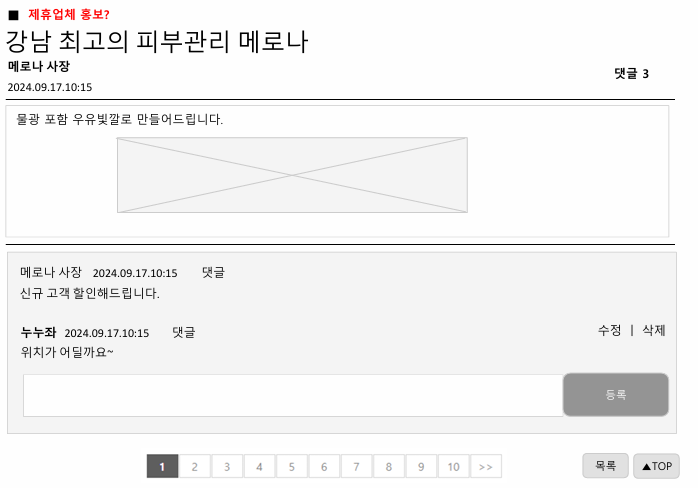 ■ 제휴업체 홍보?
강남 최고의 피부관리 메로나
메로나 사장
댓글 3
2024.09.17.10:15
물광 포함 우유빛깔로 만들어드립니다.
메로나 사장 2024.09.17.10:15 댓글
신규 고객 할인해드립니다.
누누좌 2024.09.17.10:15 댓글 수정 | 삭제
위치가 어딜까요~
등록
1 2 3 4 5 6 7 8 9 10 >> 목록 ▲TOP